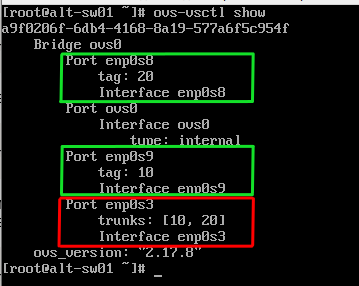 [root@alt-sw01 ~]# ovs-vsctl show
a9f0206f-6db4-4168-8a19-577a6f5c954f
Bridge ovs0
Port enp0s8
tag: 20
Interface enp0s8
Port ovs0
Interface ovs0
type: internal
Port enp0s9
tag: 10
Interface enp0s9
Port enp0s3
trunks: [10, 20]
Interface enp0s3
ovs_version: "2.17.8"
[root@alt-sw01 ~]# _